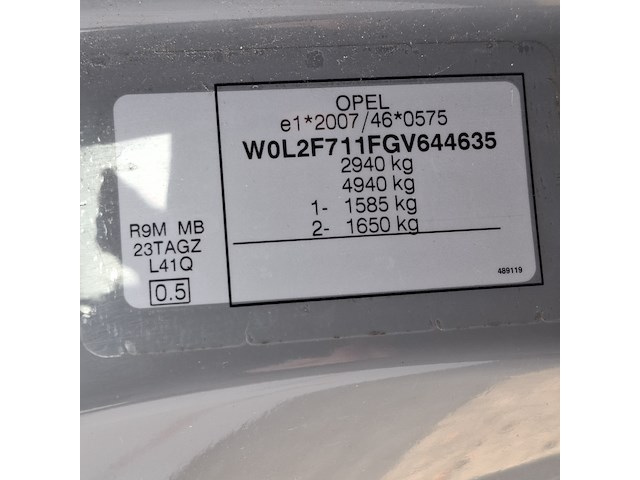 OPEL
e1*2007/46*0575
W0L2F711FGV644635
2940 kg
4940 kg
1- 1585 kg
2- 1650 kg
R9M MB
23TAGZ
L41Q
0.5
489119